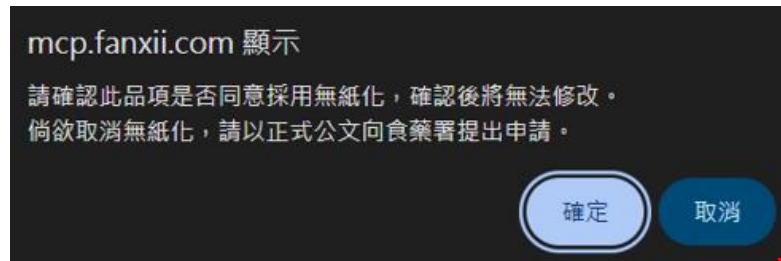 mcp.fanxii.com 顯示
請確認此品項是否同意採用無紙化，確認後將無法修改。
倘欲取消無紙化，請以正式公文向食藥署提出申請。
確定
取消